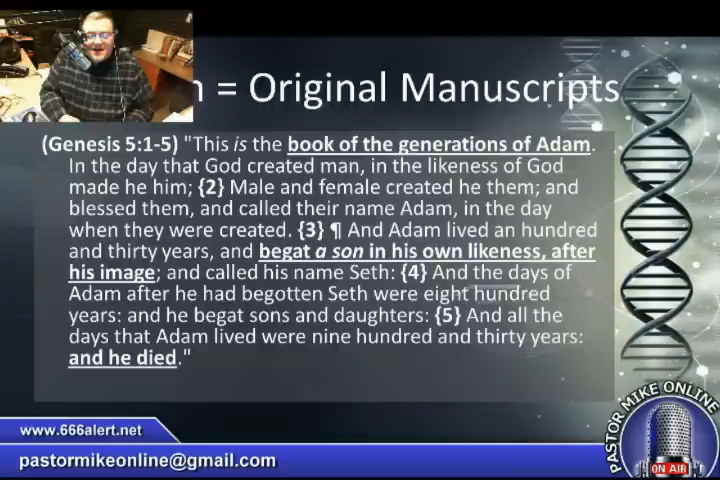 = Original Manuscripts
(Genesis 5:1-5) "This is the book of the generations of Adam.
In the day that God created man, in the likeness of God
made he him; {2} Male and female created he them; and
blessed them, and called their name Adam, in the day
when they were created. {3} ¶ And Adam lived an hundred
and thirty years, and begat a son in his own likeness, after
his image; and called his name Seth: {4} And the days of
Adam after he had begotten Seth were eight hundred
years: and he begat sons and daughters: {5} And all the
days that Adam lived were nine hundred and thirty years:
and he died."
www.666alert.net
pastormikeonline@gmail.com
PASTOR MIKE ONLINE
ON AIR